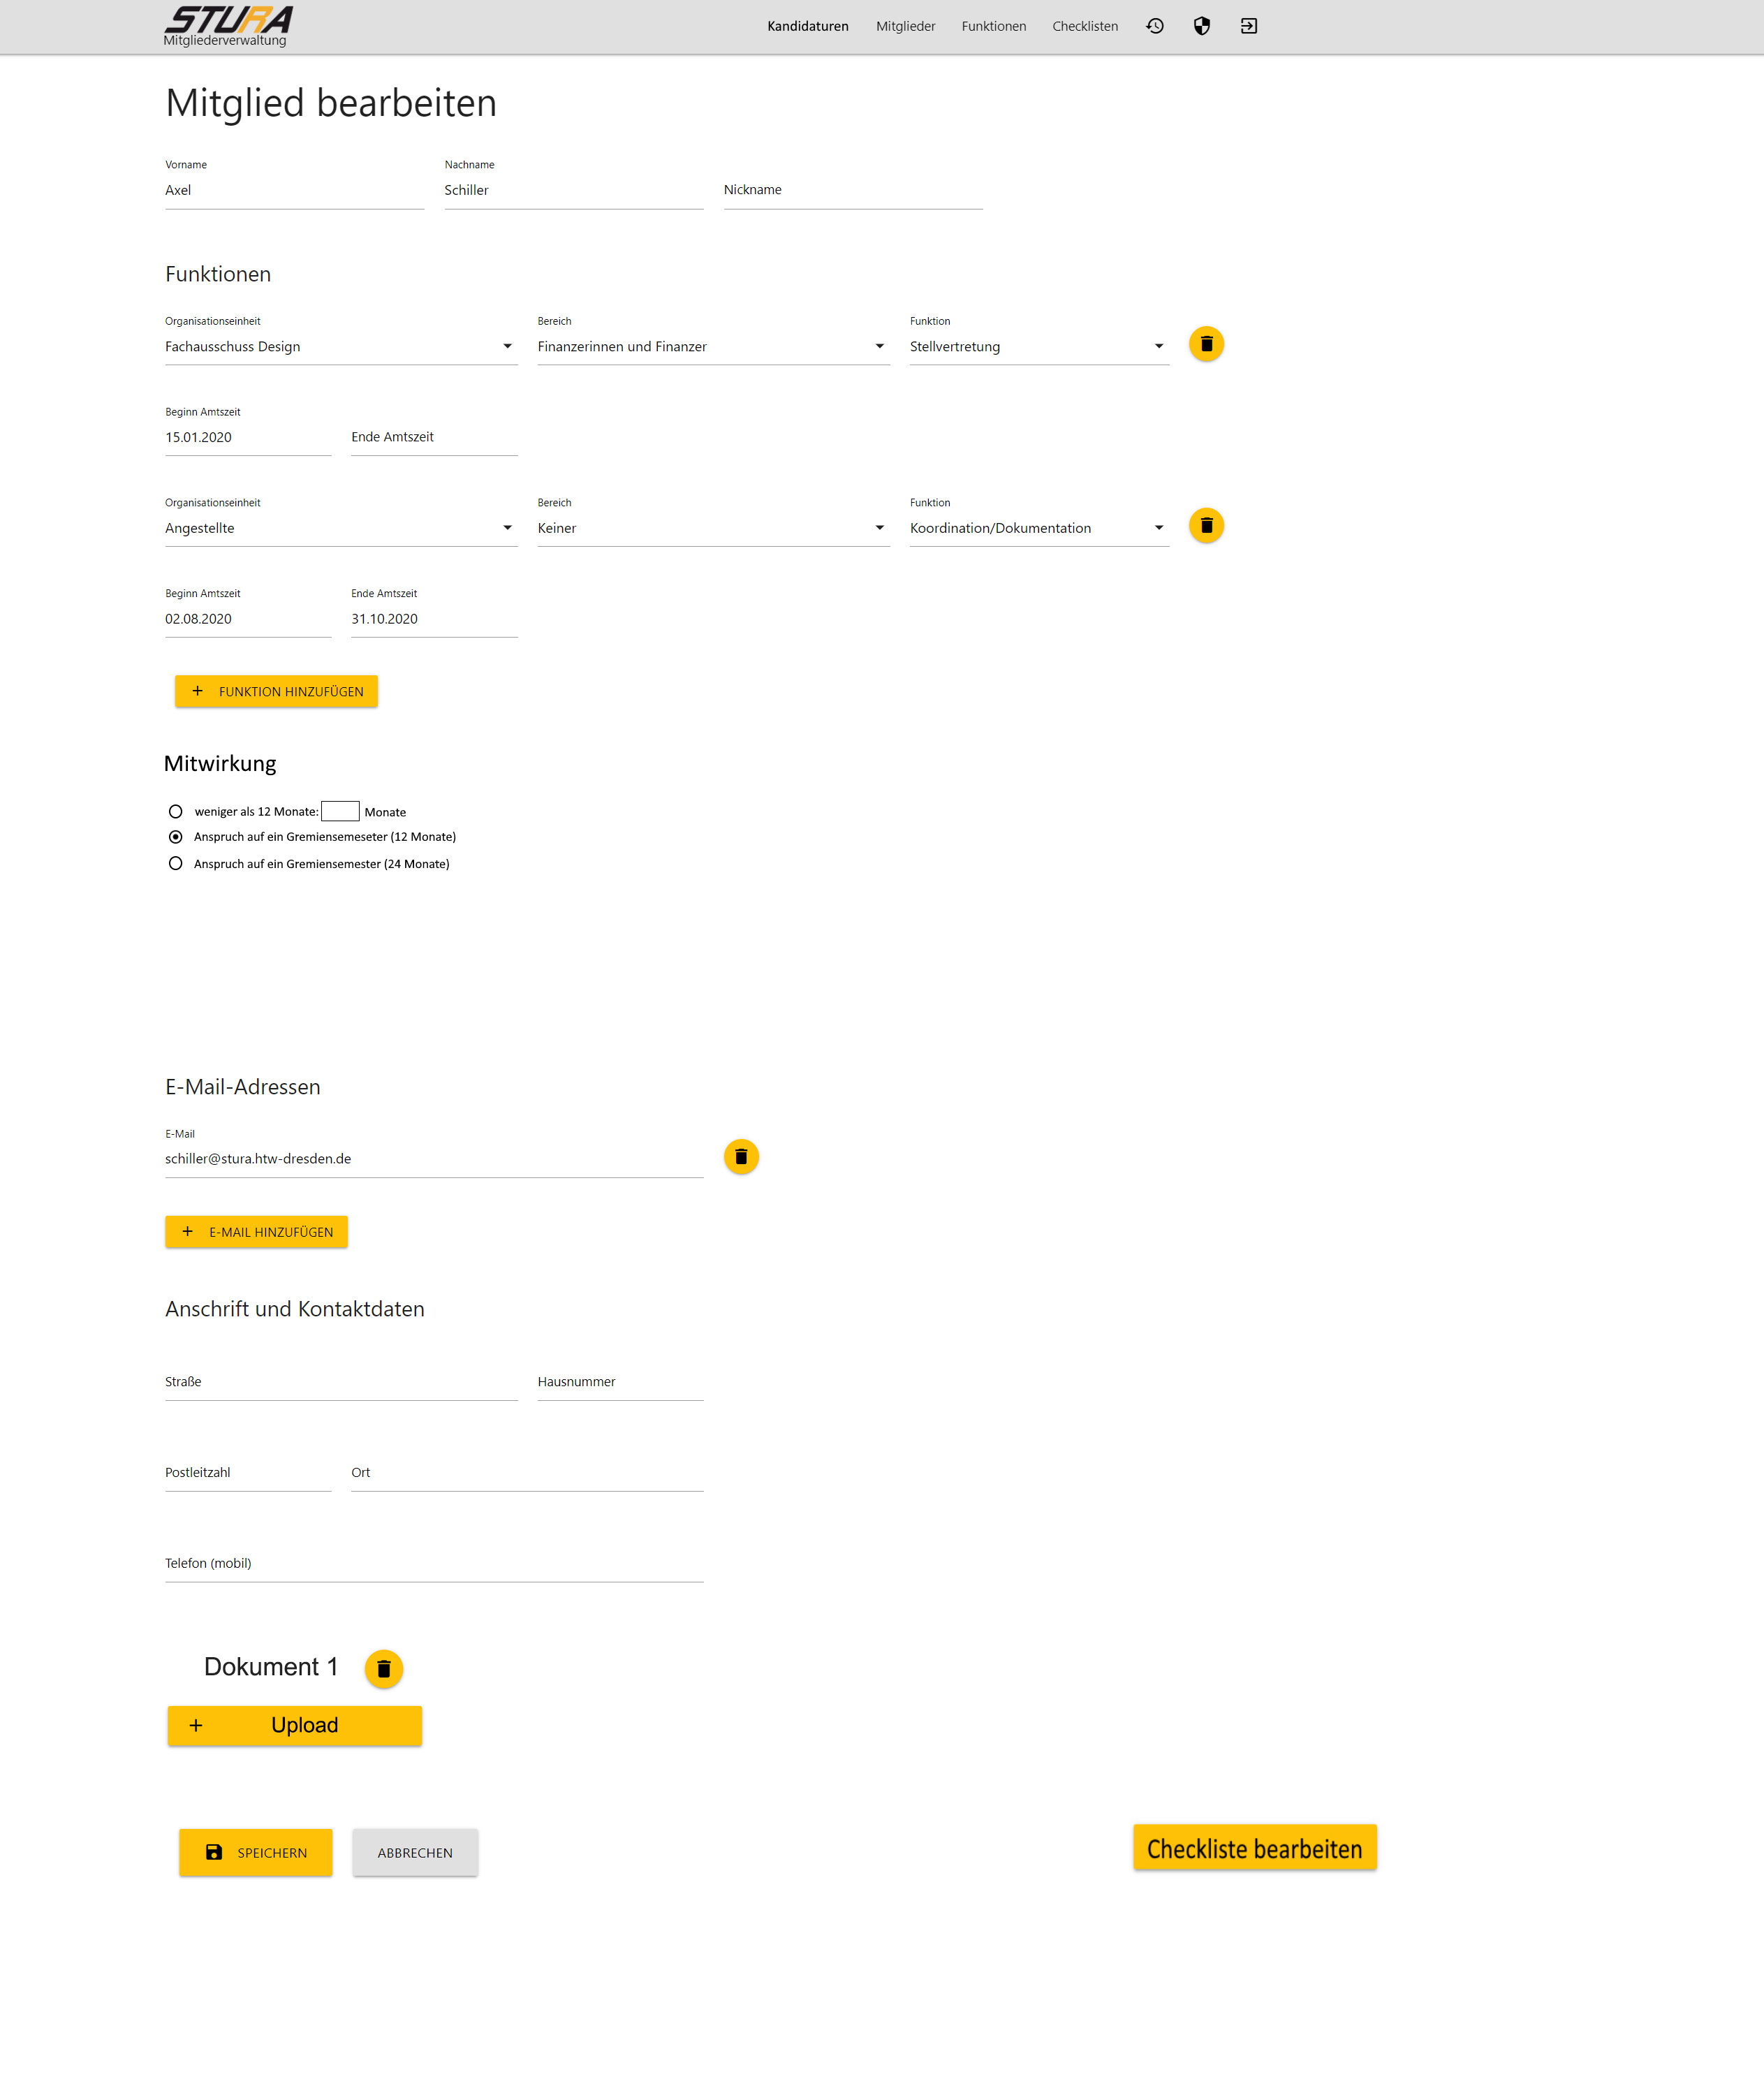 STURA
Mitgliederverwaltung
Kandidaturen Mitglieder Funktionen Checklisten
Mitglied bearbeiten
Vorname Nachname
Axel Schiller Nickname
Funktionen
Organisationseinheit Bereich Funktion
Fachausschuss Design Finanzerinnen und Finanzer Stellvertretung
Beginn Amtszeit
15.01.2020 Ende Amtszeit
Organisationseinheit Bereich Funktion
Angestellte Keiner Koordination/Dokumentation
Beginn Amtszeit Ende Amtszeit
02.08.2020 31.10.2020
FUNKTION HINZUFÜGEN
Mitwirkung
weniger als 12 Monate: Monate
Anspruch auf ein Gremiensemeseter (12 Monate)
Anspruch auf ein Gremiensemester (24 Monate)
E-Mail-Adressen
E-Mail
schiller@stura.htw-dresden.de
E-MAIL HINZUFÜGEN
Anschrift und Kontaktdaten
Straße Hausnummer
Postleitzahl Ort
Telefon (mobil)
Dokument 1
Upload
SPEICHERN ABBRECHEN Checkliste bearbeiten